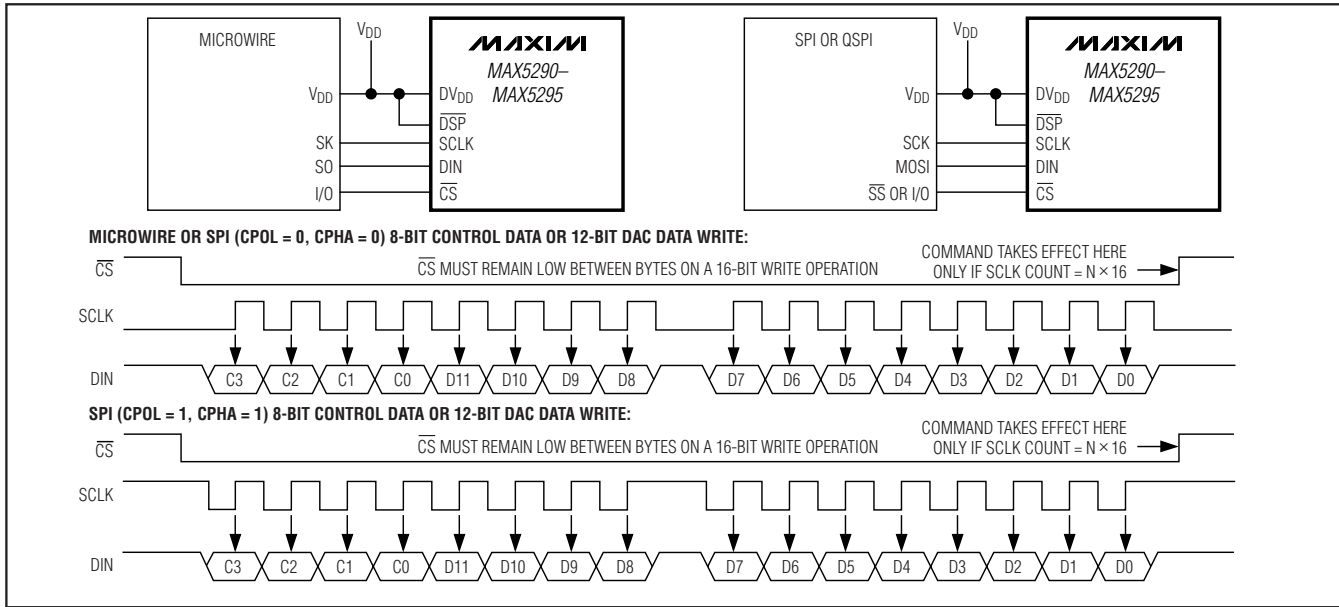 MICROWIRE
VDD
MAXIM
MAX5290–
MAX5295
VDD
DVDD
DSP
SK
SCLK
SO
DIN
I/O
CS
SPI OR QSPI
VDD
MAXIM
MAX5290–
MAX5295
VDD
DVDD
DSP
SCK
SCLK
MOSI
DIN
SS OR I/O
CS
MICROWIRE OR SPI (CPOL = 0, CPHA = 0) 8-BIT CONTROL DATA OR 12-BIT DAC DATA WRITE:
CS
CS MUST REMAIN LOW BETWEEN BYTES ON A 16-BIT WRITE OPERATION
COMMAND TAKES EFFECT HERE
ONLY IF SCLK COUNT = N × 16
SCLK
DIN C3 C2 C1 C0 D11 D10 D9 D8 D7 D6 D5 D4 D3 D2 D1 D0
SPI (CPOL = 1, CPHA = 1) 8-BIT CONTROL DATA OR 12-BIT DAC DATA WRITE:
CS
CS MUST REMAIN LOW BETWEEN BYTES ON A 16-BIT WRITE OPERATION
COMMAND TAKES EFFECT HERE
ONLY IF SCLK COUNT = N × 16
SCLK
DIN C3 C2 C1 C0 D11 D10 D9 D8 D7 D6 D5 D4 D3 D2 D1 D0